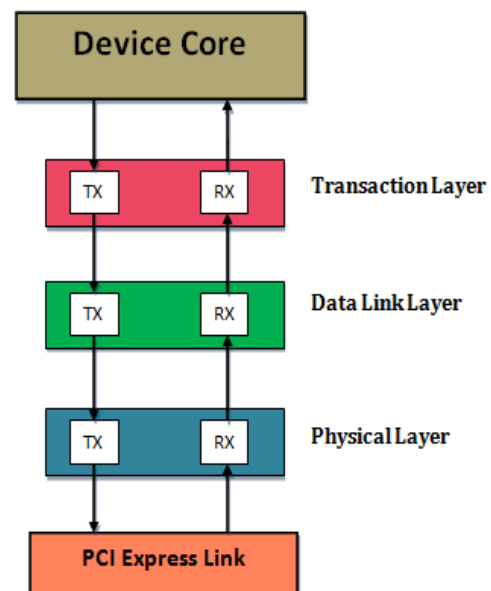 Device Core
TX RX Transaction Layer
TX RX Data Link Layer
TX RX Physical Layer
PCI Express Link